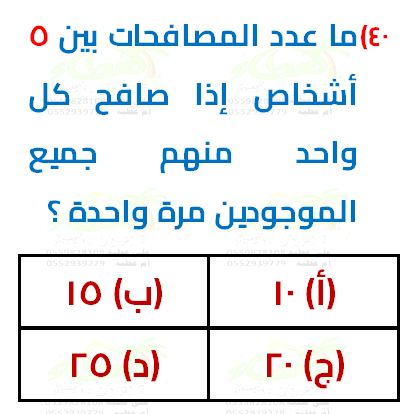 ٤٠) ما عدد المصافحات بين ٥
أشخاص إذا صافح كل
واحد منهم جميع
الموجودين مرة واحدة ؟
(أ) ١٠
(ب) ١٥
(ج) ٢٠
(د) ٢٥